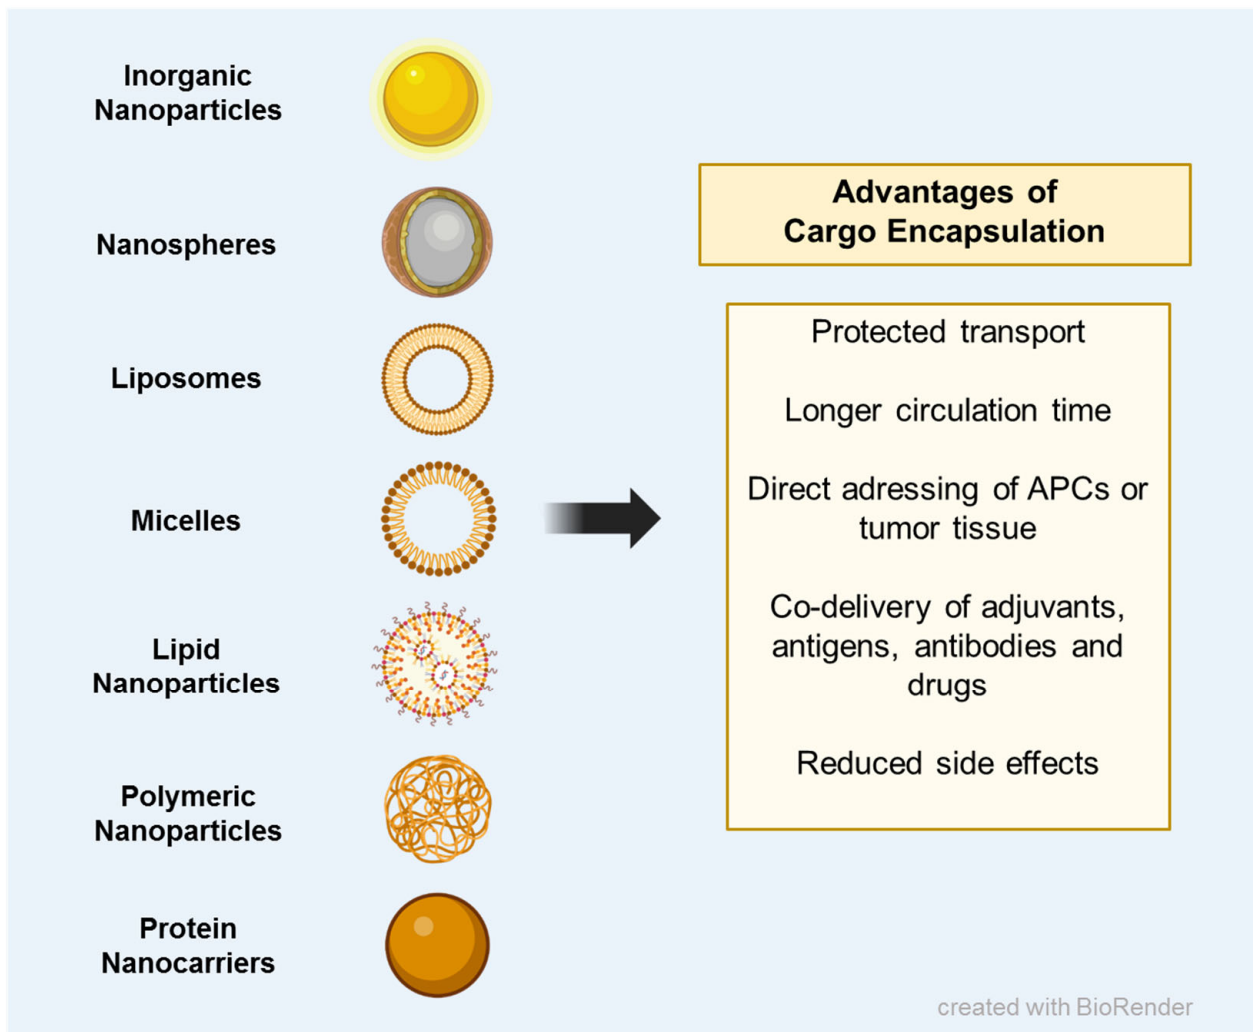 Inorganic
Nanoparticles
Nanospheres
Liposomes
Micelles
Lipid
Nanoparticles
Polymeric
Nanoparticles
Protein
Nanocarriers
Advantages of
Cargo Encapsulation
Protected transport
Longer circulation time
Direct adressing of APCs or
tumor tissue
Co-delivery of adjuvants,
antigens, antibodies and
drugs
Reduced side effects
created with BioRender